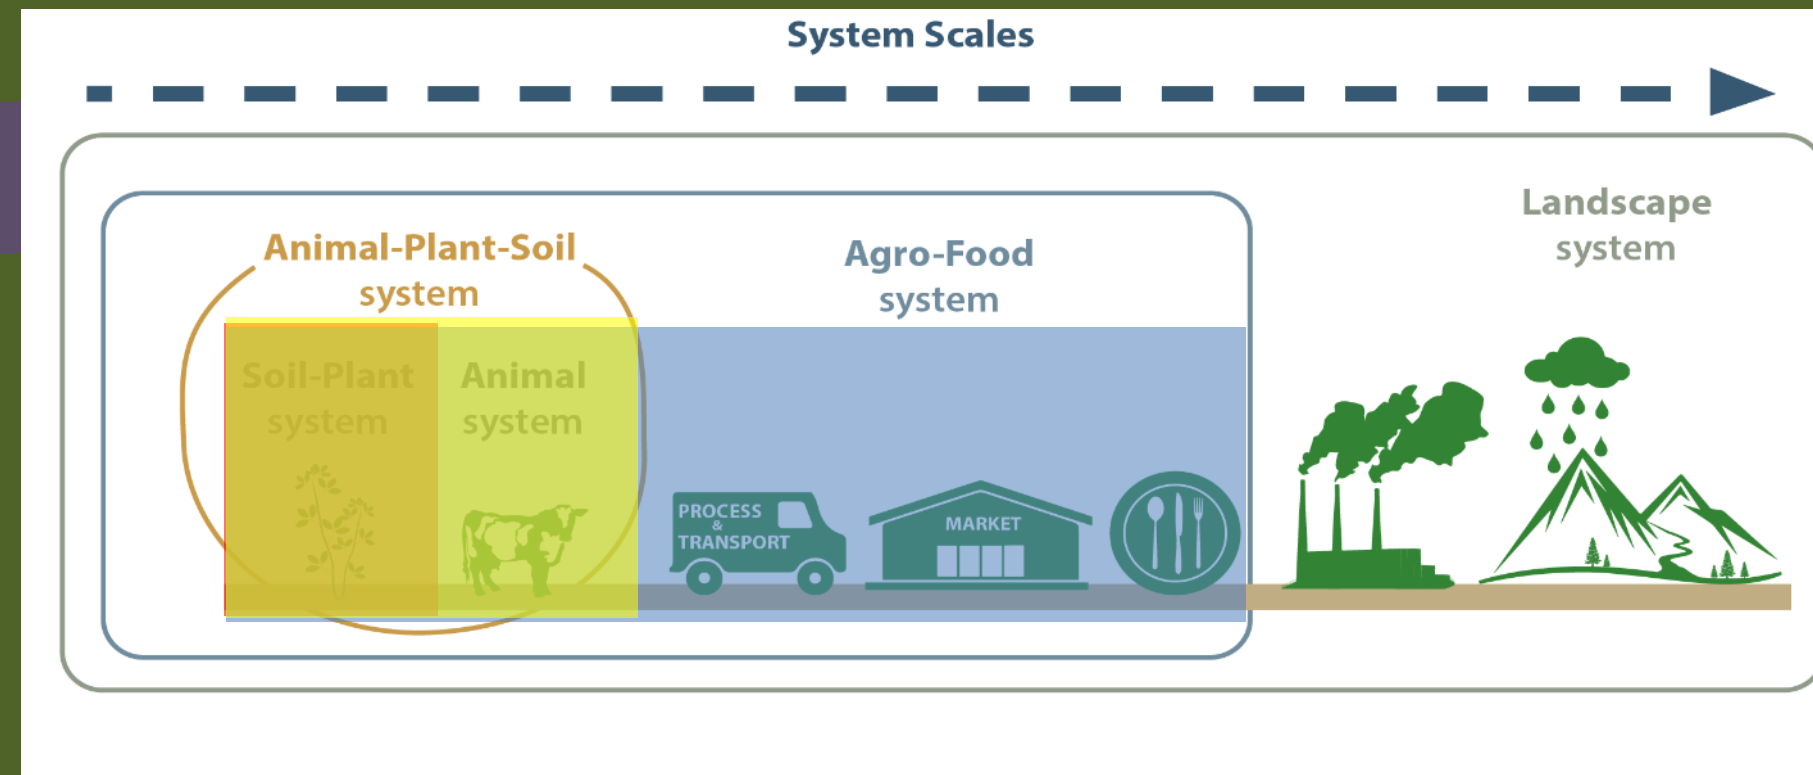 System Scales
Landscape
system
Animal-Plant-Soil
system
Agro-Food
system
Soil-Plant
system
Animal
system
PROCESS
&
TRANSPORT
MARKET